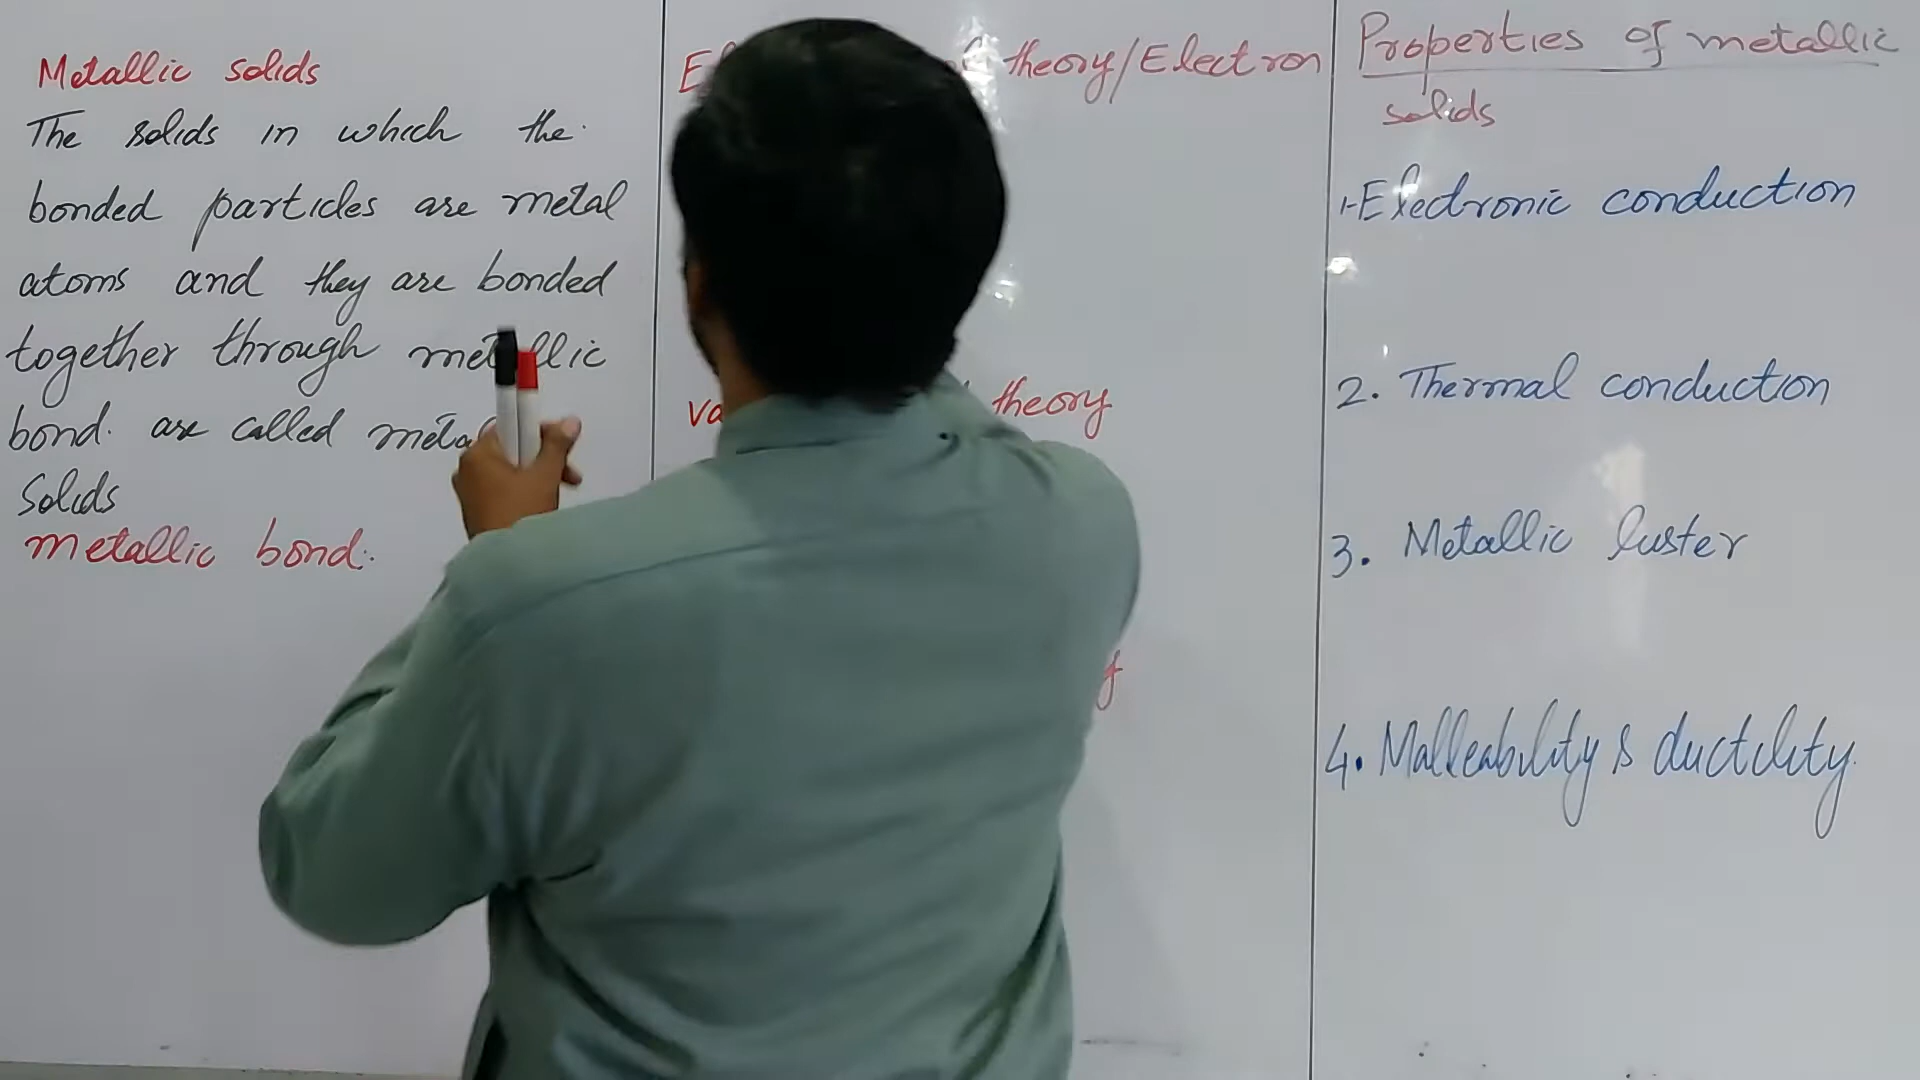 Metallic solids
The solids in which the
bonded particles are metal
atoms and they are bonded
together through metallic
bond. are called
solids
metallic bond:
theory/Electron
theory
Properties of metallic
solids
1-Electronic conduction
2. Thermal conduction
3. Metallic luster
4. Malleability & ductility.